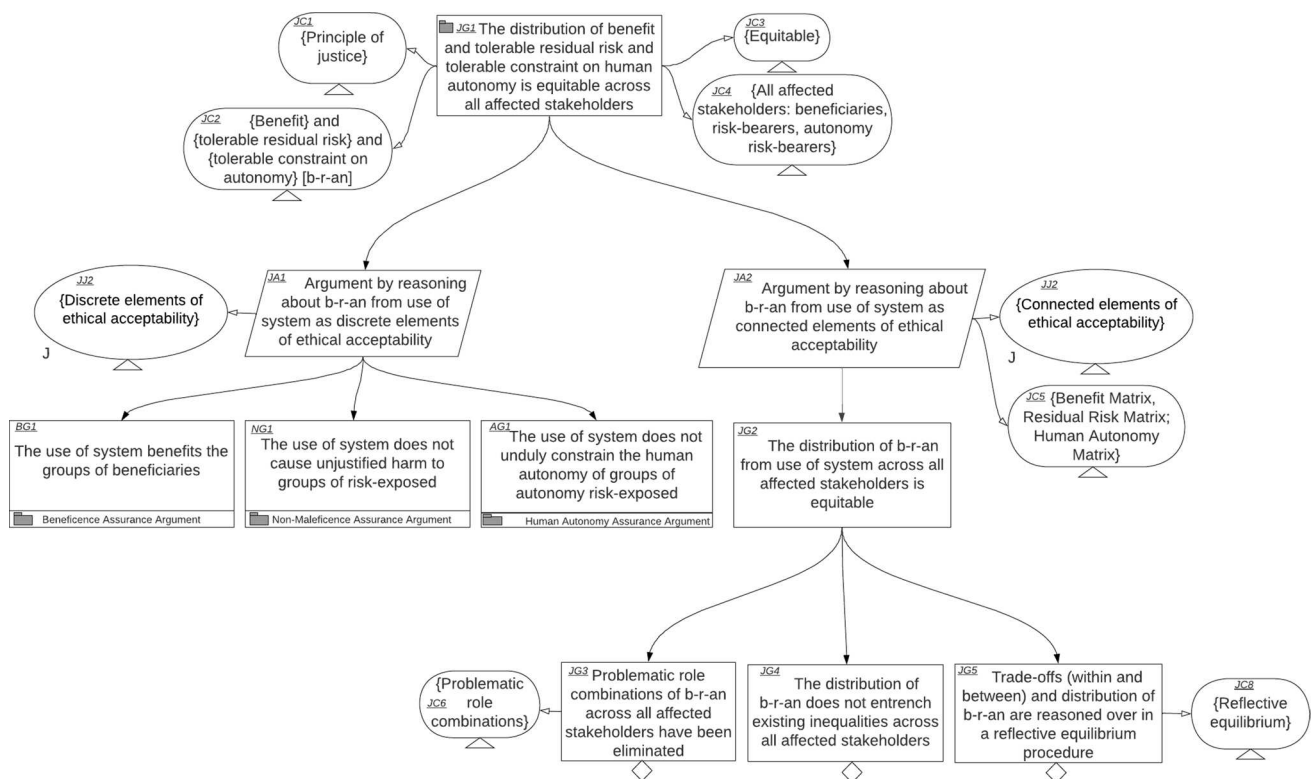 JC1
{Principle of
justice}
JG1 The distribution of benefit
and tolerable residual risk and
tolerable constraint on human
autonomy is equitable across
all affected stakeholders
JC3
{Equitable}
JC4 {All affected
stakeholders: beneficiaries,
risk-bearers, autonomy
risk-bearers}
JC2 {Benefit} and
{tolerable residual risk} and
{tolerable constraint on
autonomy} [b-r-an]
JJ2
{Discrete elements of
ethical acceptability}
J
JA1 Argument by reasoning
about b-r-an from use of
system as discrete elements
of ethical acceptability
JA2
Argument by reasoning about
b-r-an from use of system as
connected elements of ethical
acceptability
JJ2
{Connected elements of
ethical acceptability}
J
JC5 {Benefit Matrix,
Residual Risk Matrix;
Human Autonomy
Matrix}
BG1
The use of system benefits the
groups of beneficiaries
Beneficence Assurance Argument
NG1
The use of system does not
cause unjustified harm to
groups of risk-exposed
Non-Maleficence Assurance Argument
AG1
The use of system does not
unduly constrain the human
autonomy of groups of
autonomy risk-exposed
Human Autonomy Assurance Argument
JG2
The distribution of b-r-an
from use of system across all
affected stakeholders is
equitable
{Problematic
JC6 role
combinations}
JG3 Problematic role
combinations of b-r-an
across all affected
stakeholders have been
eliminated
JG4
The distribution of
b-r-an does not entrench
existing inequalities across
all affected stakeholders
JG5 Trade-offs (within and
between) and distribution of
b-r-an are reasoned over in
a reflective equilibrium
procedure
JC8
{Reflective
equilibrium}